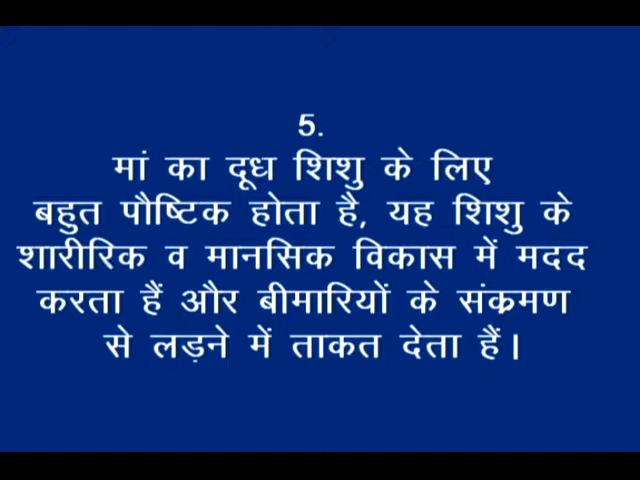 5.
मां का दूध शिशु के लिए
बहुत पौष्टिक होता है, यह शिशु के
शारीरिक व मानसिक विकास में मदद
करता हैं और बीमारियों के संक्रमण
से लड़ने में ताकत देता हैं।